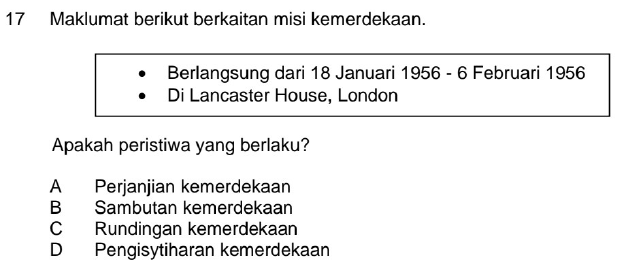 17 Maklumat berikut berkaitan misi kemerdekaan.
• Berlangsung dari 18 Januari 1956 - 6 Februari 1956
• Di Lancaster House, London
Apakah peristiwa yang berlaku?
A Perjanjian kemerdekaan
B Sambutan kemerdekaan
C Rundingan kemerdekaan
D Pengisytiharan kemerdekaan